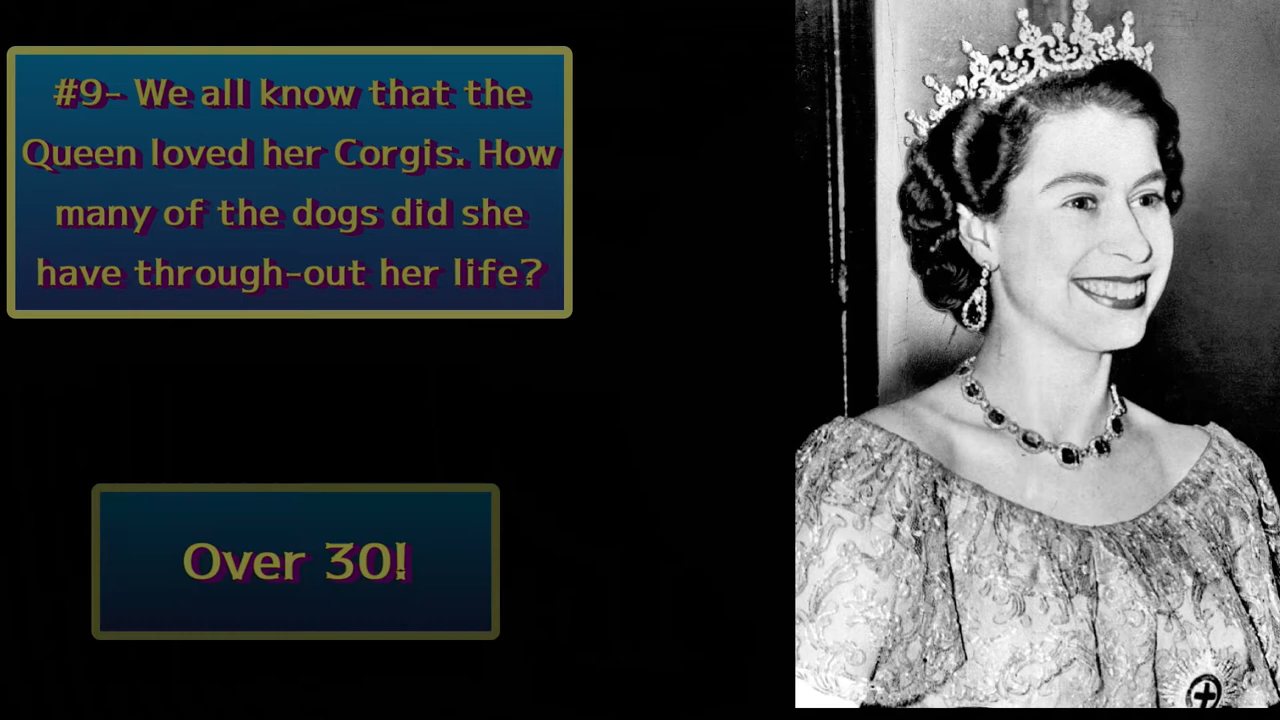 #9- We all know that the
Queen loved her Corgis. How
many of the dogs did she
have through-out her life?
Over 30!